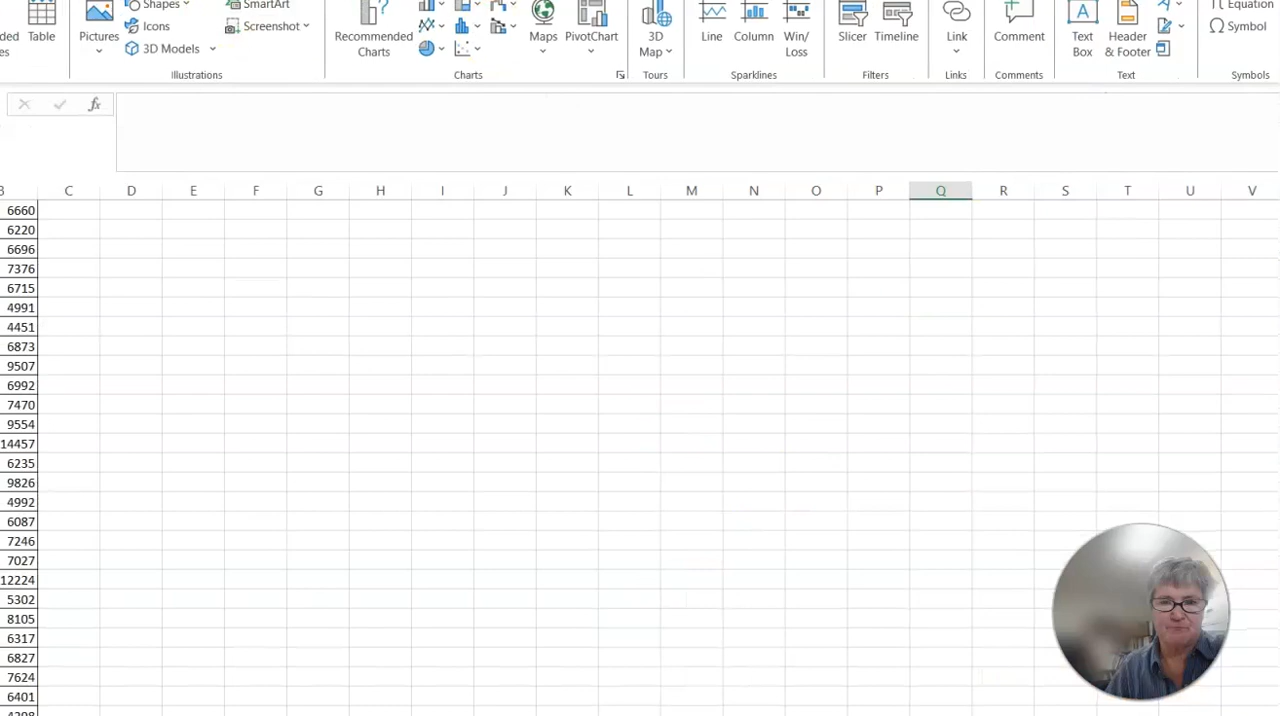 Shapes
SmartArt
Equation
Table
Pictures
Icons
Screenshot
Recommended
Charts
Maps
PivotChart
3D
Map
Line
Column
Win/
Loss
Slicer
Timeline
Link
Comment
Text
Box
Header
& Footer
Symbol
3D Models
Illustrations
Charts
Tours
Sparklines
Filters
Links
Comments
Text
Symbols
fx
C D E F G H I J K L M N O P Q R S T U V
6660
6220
6696
7376
6715
4991
4451
6873
9507
6992
7470
9554
14457
6235
9826
4992
6087
7246
7027
12224
5302
8105
6317
6827
7624
6401